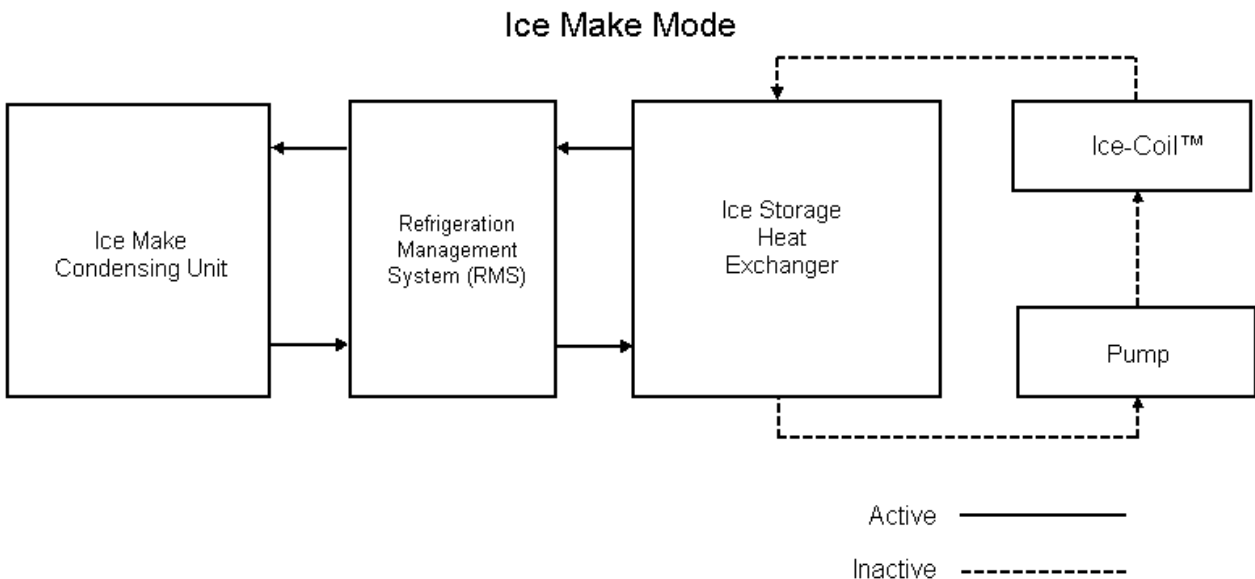 Ice Make Mode
Ice Make
Condensing Unit
Refrigeration
Management
System (RMS)
Ice Storage
Heat
Exchanger
Ice-Coil™
Pump
Active
Inactive